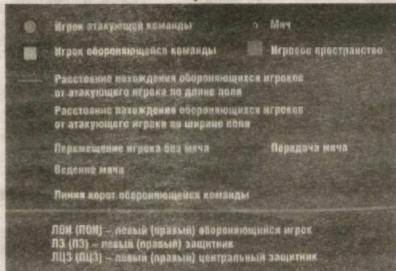 Игрок атакующей команды
Мяч
Игрок обороняющейся команды
Игровое пространство
Расстояние нахождения обороняющихся игроков
от атакующего игрока по длине поля
Расстояние нахождения обороняющихся игроков
от атакующего игрока по ширине поля
Перемещение игрока без мяча
Передача мяча
Ведение мяча
Линия ворот обороняющейся команды
ЛОИ (ПОИ) – левый (правый) обороняющийся игрок
ЛЗ (ПЗ) – левый (правый) защитник
ЛЦЗ (ПЦЗ) – левый (правый) центральный защитник